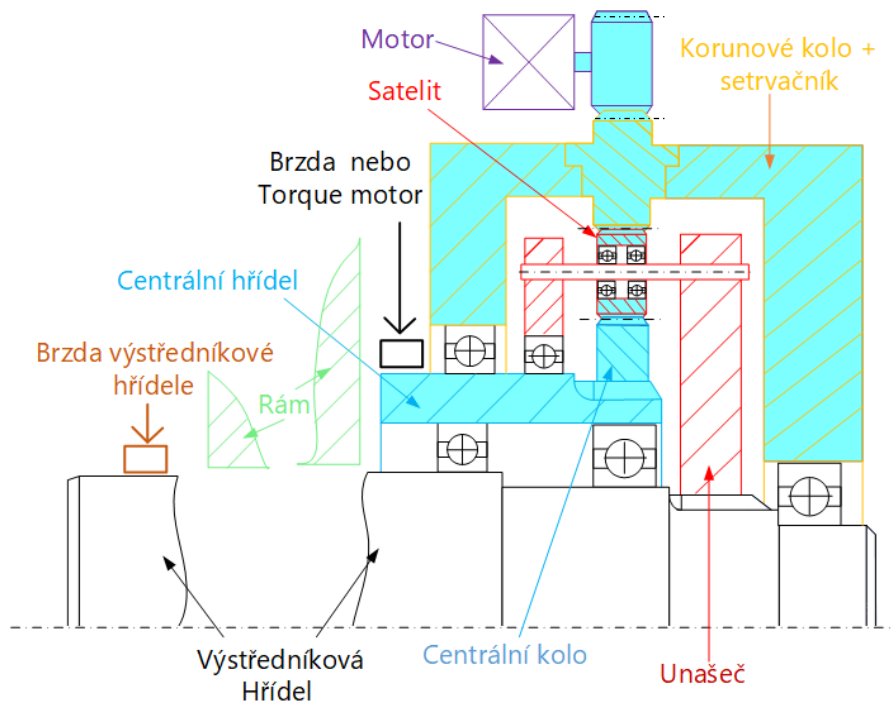 Motor
Korunové kolo +
setrvačník
Satelit
Brzda nebo
Torque motor
Centrální hřídel
Brzda výstředníkové
hřídele
Rám
Výstředníková
Hřídel
Centrální kolo
Unašeč